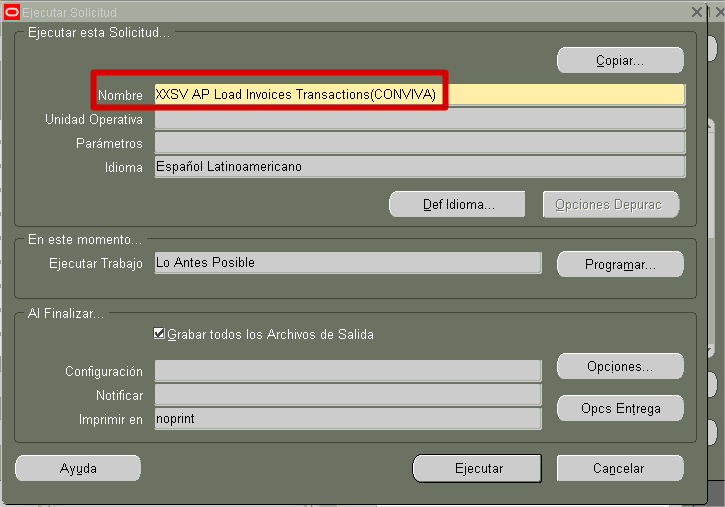 Ejecutar Solicitud
Ejecutar esta Solicitud...
Copiar...
Nombre XXSV AP Load Invoices Transactions(CONVIVA)
Unidad Operativa
Parámetros
Idioma Español Latinoamericano
Def Idioma... Opciones Depurac
En este momento...
Ejecutar Trabajo Lo Antes Posible Programar...
Al Finalizar...
Grabar todos los Archivos de Salida
Configuración Opciones...
Notificar
Opcs Entrega
Imprimir en noprint
Ayuda Ejecutar Cancelar